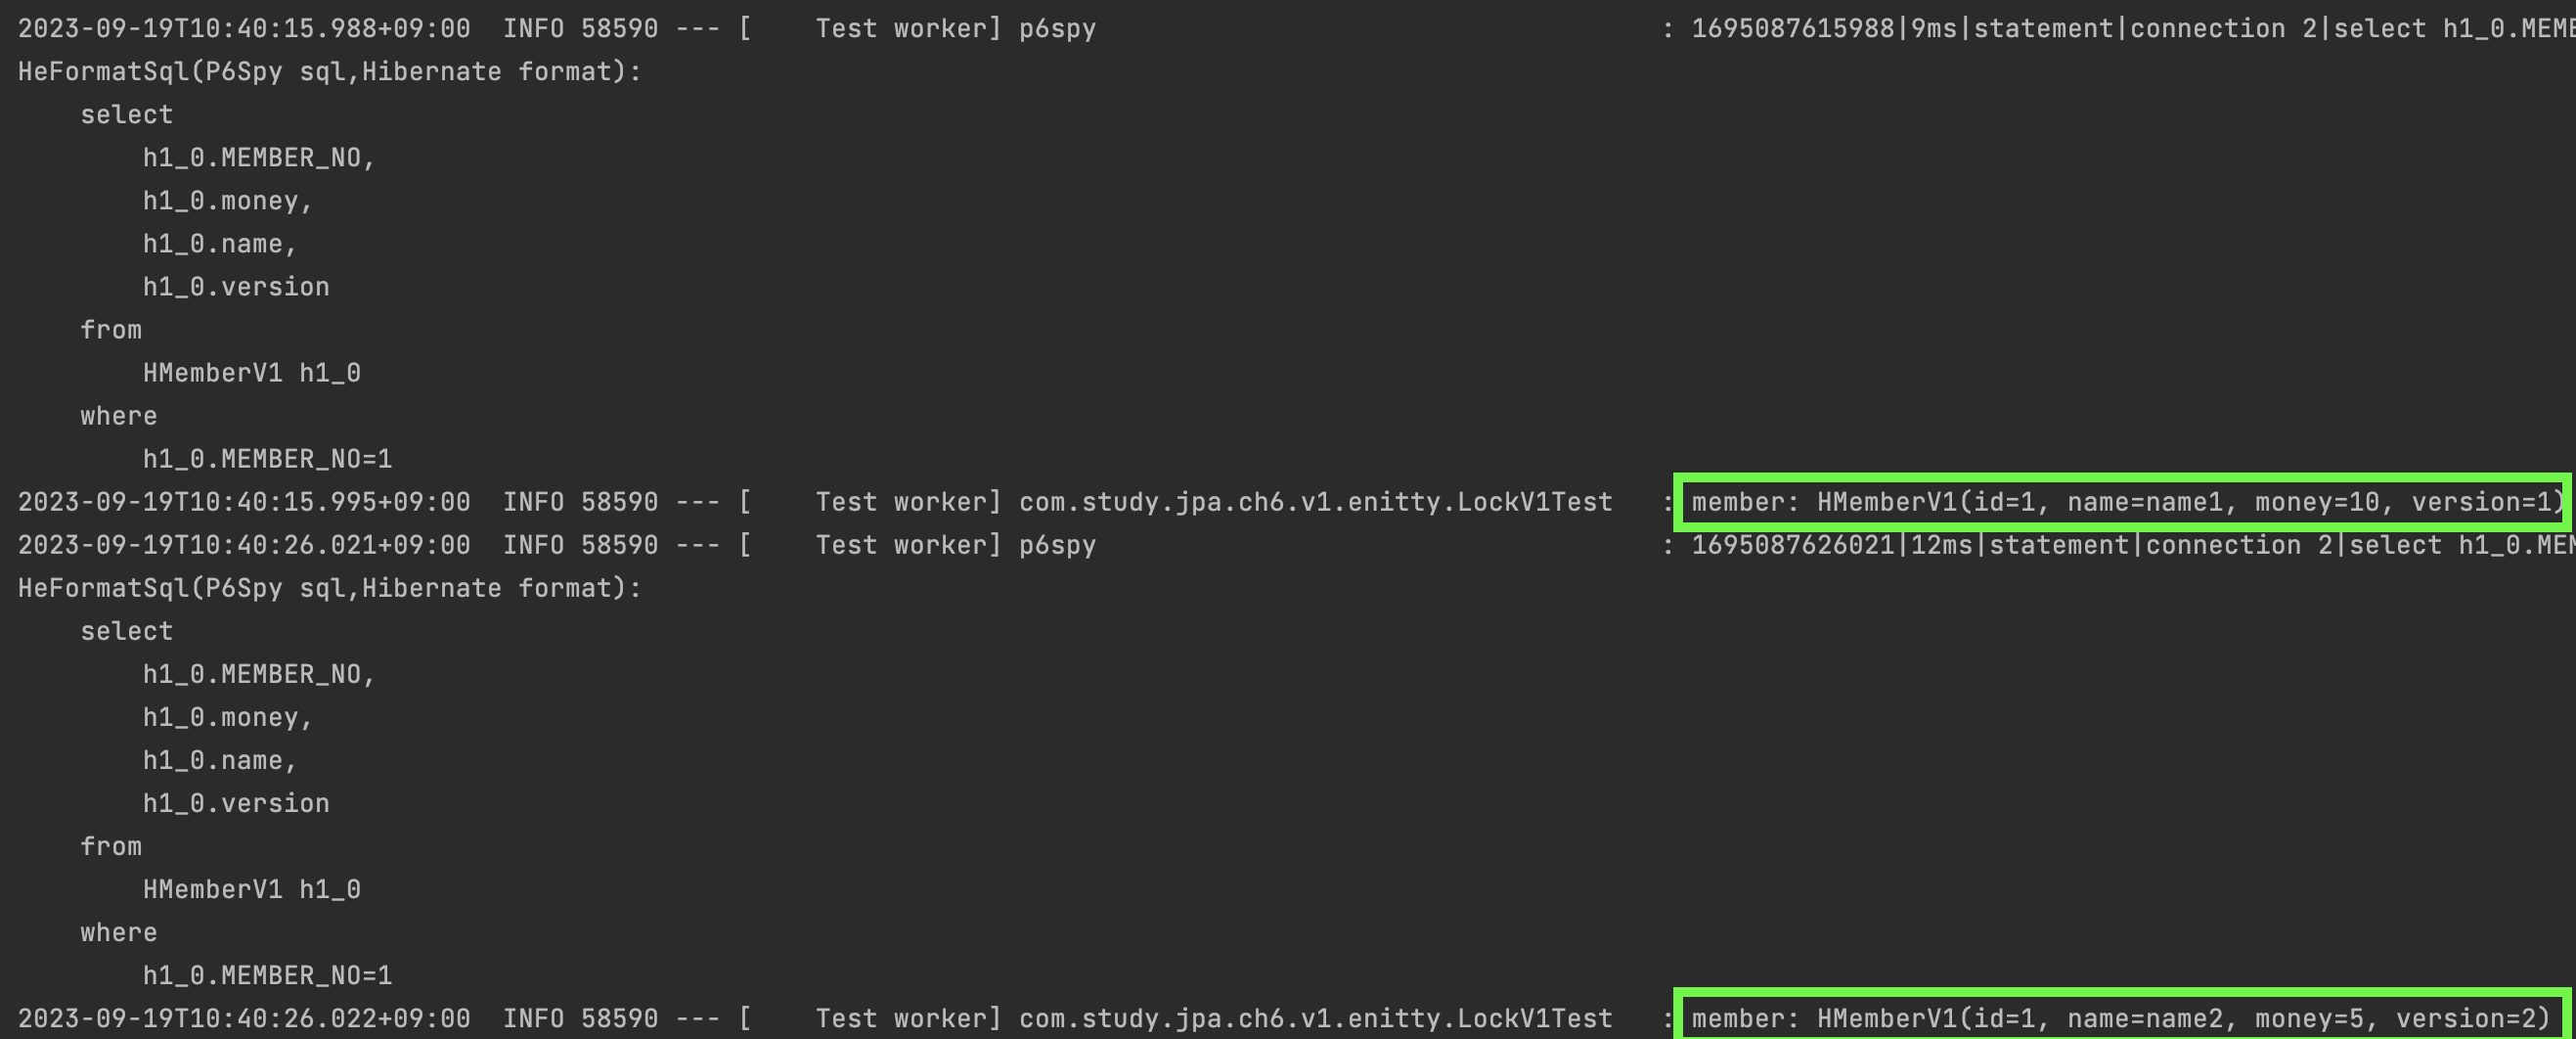 2023-09-19T10:40:15.988+09:00  INFO 58590 --- [    Test worker] p6spy                                    : 1695087615988|9ms|statement|connection 2|select h1_0.MEME
HeFormatSql(P6Spy sql,Hibernate format):
    select
        h1_0.MEMBER_NO,
        h1_0.money,
        h1_0.name,
        h1_0.version
    from
        HMemberV1 h1_0
    where
        h1_0.MEMBER_NO=1
2023-09-19T10:40:15.995+09:00  INFO 58590 --- [    Test worker] com.study.jpa.ch6.v1.enitty.LockV1Test   : member: HMemberV1(id=1, name=name1, money=10, version=1)
2023-09-19T10:40:26.021+09:00  INFO 58590 --- [    Test worker] p6spy                                    : 1695087626021|12ms|statement|connection 2|select h1_0.MEM
HeFormatSql(P6Spy sql,Hibernate format):
    select
        h1_0.MEMBER_NO,
        h1_0.money,
        h1_0.name,
        h1_0.version
    from
        HMemberV1 h1_0
    where
        h1_0.MEMBER_NO=1
2023-09-19T10:40:26.022+09:00  INFO 58590 --- [    Test worker] com.study.jpa.ch6.v1.enitty.LockV1Test   : member: HMemberV1(id=1, name=name2, money=5, version=2)